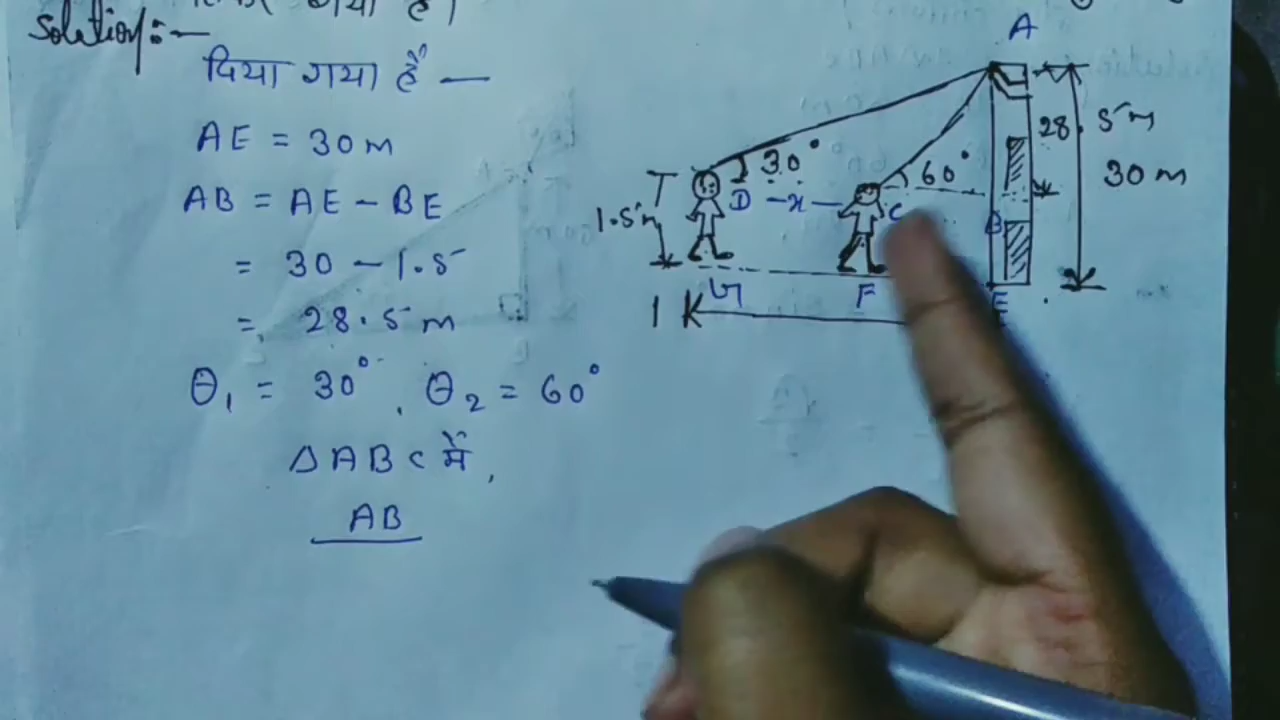 Solution:—
दिया गया हैं —
AE = 30 m
AB = AE - BE
= 30 - 1.5
= 28.5 m
θ₁ = 30°, θ₂ = 60°
Δ ABC में,
AB
A
28.5 m
30 m
30°
60°
1.5 m
D - x - C
B
G F E